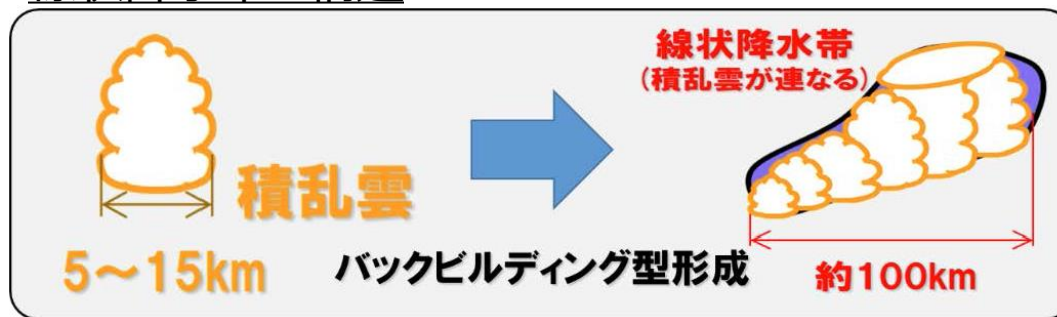 線状降水帯
(積乱雲が連なる)
積乱雲
5～15km
バックビルディング型形成
約100km